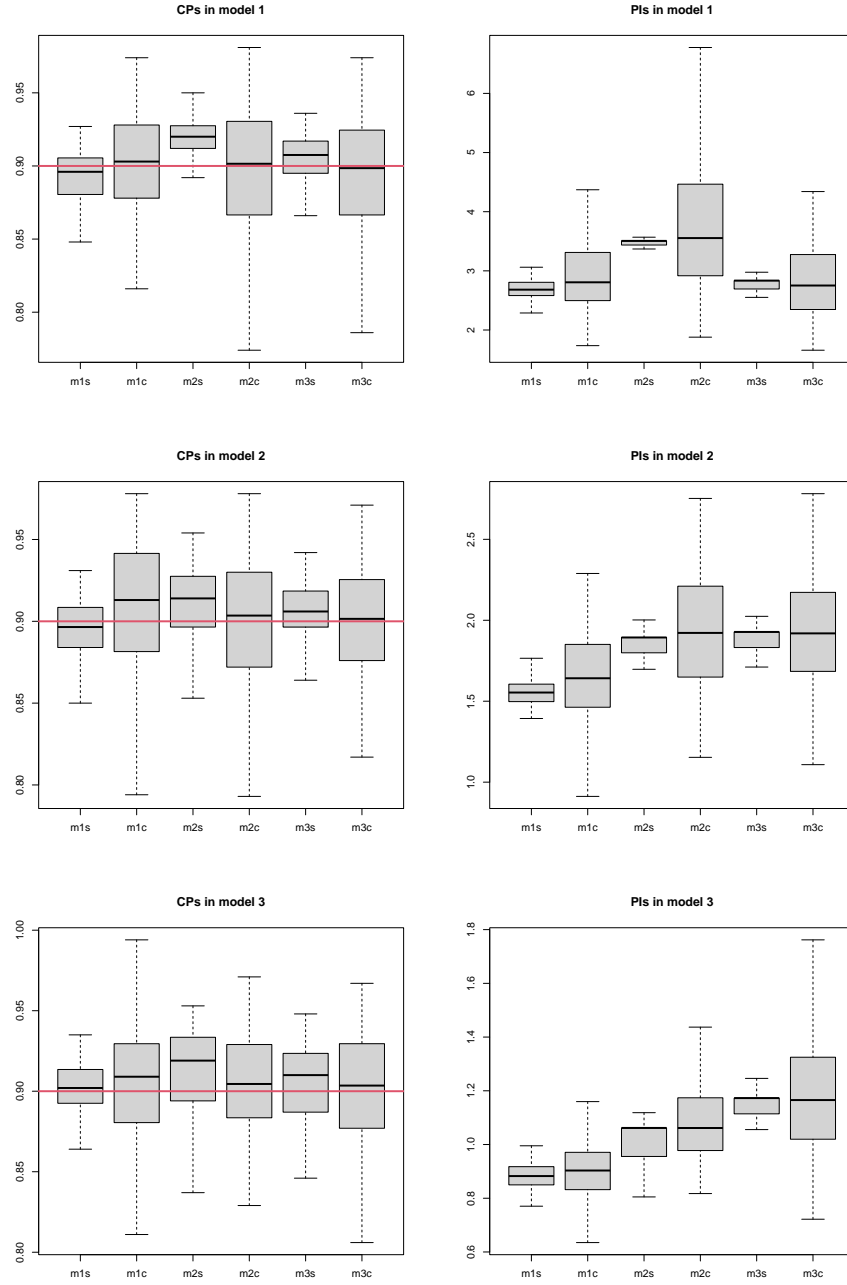 CPs in model 1
0.95
0.90
0.85
0.80
m1s m1c m2s m2c m3s m3c
PIs in model 1
6
5
4
3
2
m1s m1c m2s m2c m3s m3c
CPs in model 2
0.95
0.90
0.85
0.80
m1s m1c m2s m2c m3s m3c
PIs in model 2
2.5
2.0
1.5
1.0
m1s m1c m2s m2c m3s m3c
CPs in model 3
1.00
0.95
0.90
0.85
0.80
m1s m1c m2s m2c m3s m3c
PIs in model 3
1.8
1.6
1.4
1.2
1.0
0.8
0.6
m1s m1c m2s m2c m3s m3c